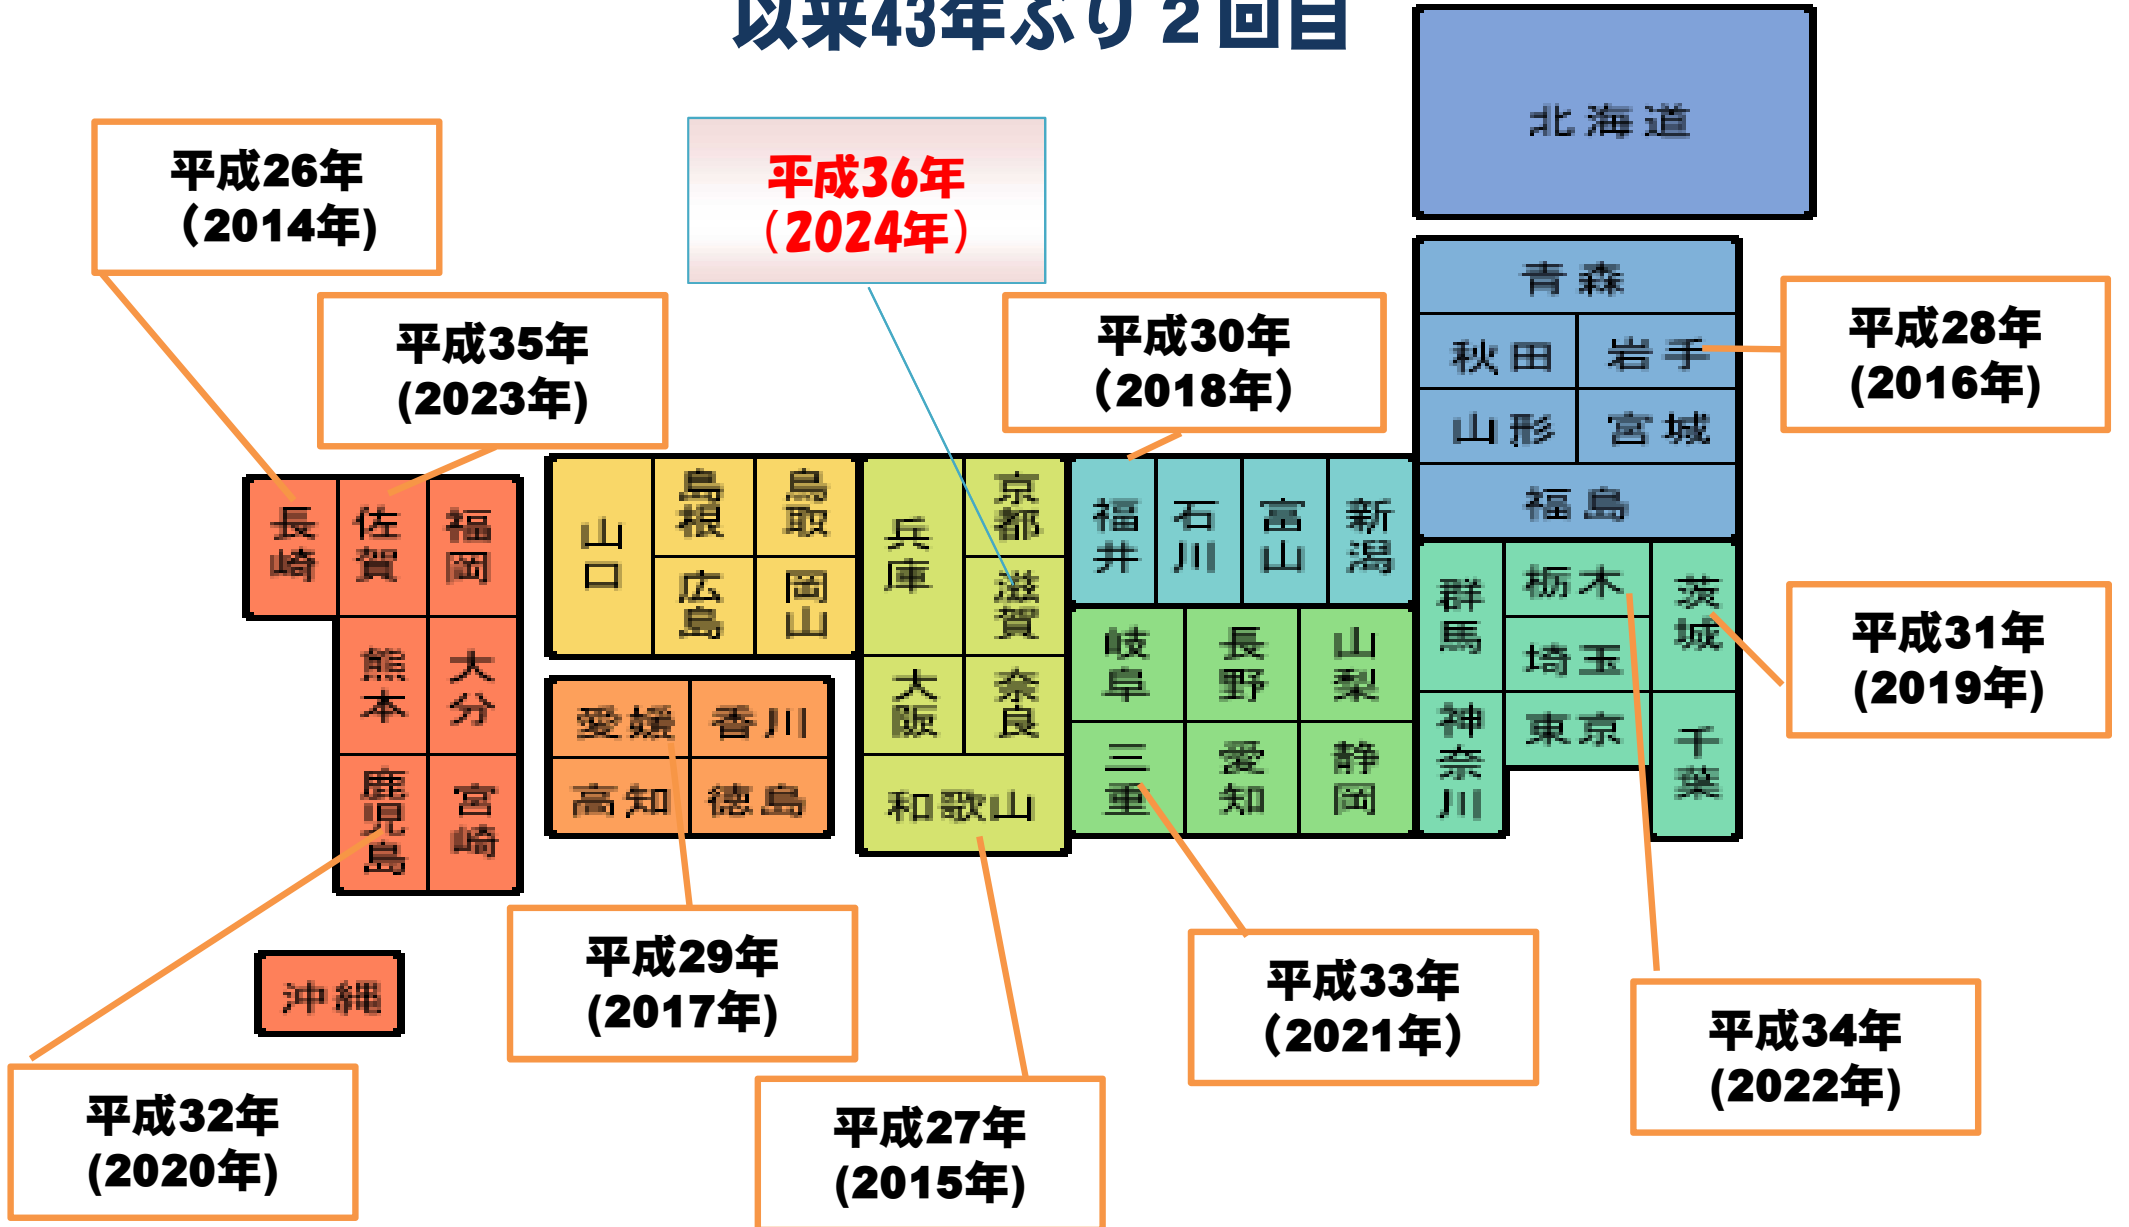 以来43年ぶり２回目
北海道
平成26年
（2014年)
平成36年
（2024年）
青森
平成35年
(2023年)
平成30年
（2018年）
秋田
岩手
平成28年
(2016年)
山形
宮城
福島
長崎
佐賀
福岡
山口
島根
鳥取
兵庫
京都
福井
石川
富山
新潟
広島
岡山
滋賀
群馬
栃木
茨城
平成31年
(2019年)
熊本
大分
大阪
奈良
岐阜
長野
山梨
埼玉
愛媛
香川
三重
愛知
静岡
神奈川
東京
千葉
鹿児島
宮崎
高知
徳島
和歌山
沖縄
平成29年
(2017年)
平成33年
（2021年）
平成34年
(2022年)
平成32年
(2020年)
平成27年
(2015年)